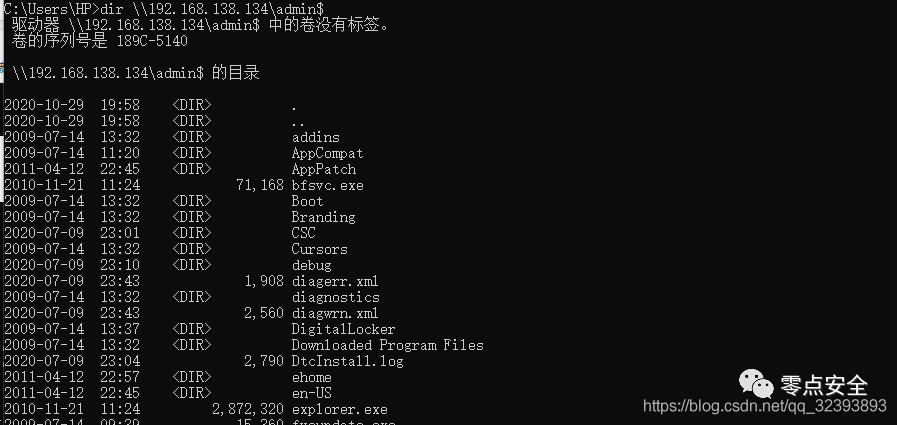 C:\Users\HP>dir \\192.168.138.134\admin$
驱动器 \\192.168.138.134\admin$ 中的卷没有标签。
卷的序列号是 189C-5140
\\192.168.138.134\admin$ 的目录
2020-10-29 19:58 <DIR> .
2020-10-29 19:58 <DIR> ..
2009-07-14 13:32 <DIR> addins
2009-07-14 11:20 <DIR> AppCompat
2011-04-12 22:45 <DIR> AppPatch
2010-11-21 11:24 71,168 bfsvc.exe
2009-07-14 13:32 <DIR> Boot
2009-07-14 13:32 <DIR> Branding
2020-07-09 23:01 <DIR> CSC
2009-07-14 13:32 <DIR> Cursors
2020-07-09 23:10 <DIR> debug
2020-07-09 23:43 1,908 diagerr.xml
2009-07-14 13:32 <DIR> diagnostics
2020-07-09 23:43 2,560 diagwrn.xml
2009-07-14 13:37 <DIR> DigitalLocker
2009-07-14 13:32 <DIR> Downloaded Program Files
2020-07-09 23:04 2,790 DtcInstall.log
2011-04-12 22:57 <DIR> ehome
2011-04-12 22:45 <DIR> en-US
2010-11-21 11:24 2,872,320 explorer.exe
2009-07-14 09:39 15,360 fveupdate.exe
零点安全
https://blog.csdn.net/qq_32393893